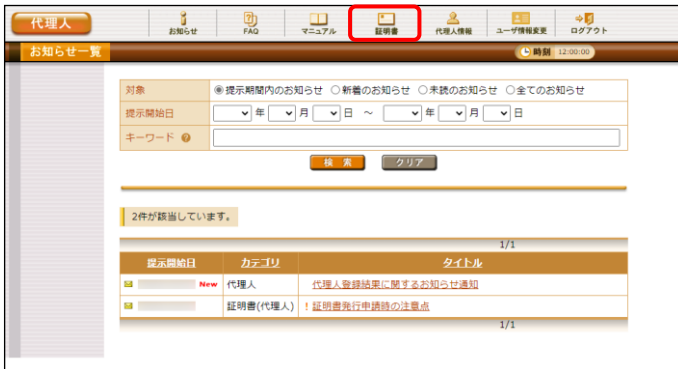 代理人
お知らせ FAQ マニュアル 証明書 代理人情報 ユーザ情報変更 ログアウト
お知らせ一覧 時刻 12:00:00
対象 提示期間内のお知らせ 新着のお知らせ 未読のお知らせ 全てのお知らせ
提示開始日 年 月 日 ～ 年 月 日
キーワード ?
検 索 クリア
2件が該当しています。
1/1
提示開始日 カテゴリ タイトル
New 代理人 代理人登録結果に関するお知らせ通知
証明書(代理人) ! 証明書発行申請時の注意点
1/1